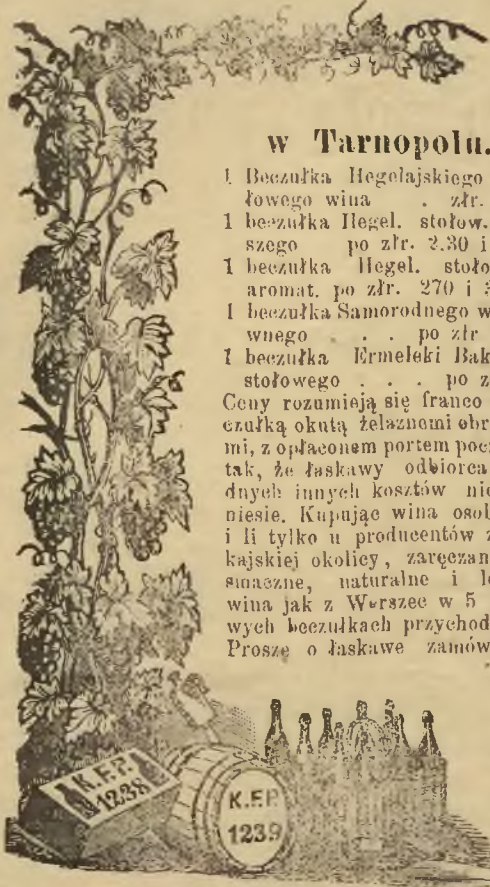 w Tarnopolu.
1 Beczułka Hegelajskiego
łowego wina . złr.
1 beczułka Hegel. stołow.
szego po złr. 2.30 i
1 beczułka Hegel. stoło
aromat. po złr. 270 i
1 beczułka Samorodnego w
wnego . . . po złr
1 beczułka Ermeleki Bak
stołowego . . . po z
Ceny rozumieją się franco
czułką okutą żelaznemi obr
mi, z opłaconem portem pocz
tak, że łaskawy odbiorca
dnych innych kosztów nie
niesie. Kupując wina osob
i li tylko u producentów z
kajskiej okolicy, zaręczan
smaczne, naturalne i le
wina jak z Werszec w 5
wych beczułkach przychod
Proszę o łaskawe zamów
K.F.P.
1238
K.F.P.
1239